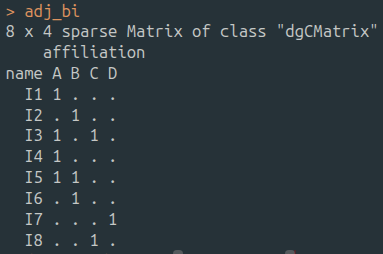 > adj_bi
8 x 4 sparse Matrix of class "dgCMatrix"
    affiliation
name A B C D
  I1 1 . . .
  I2 . 1 . .
  I3 . 1 . 1 .
  I4 1 . . .
  I5 1 1 . .
  I6 . 1 . .
  I7 . . . 1
  I8 . . 1 .